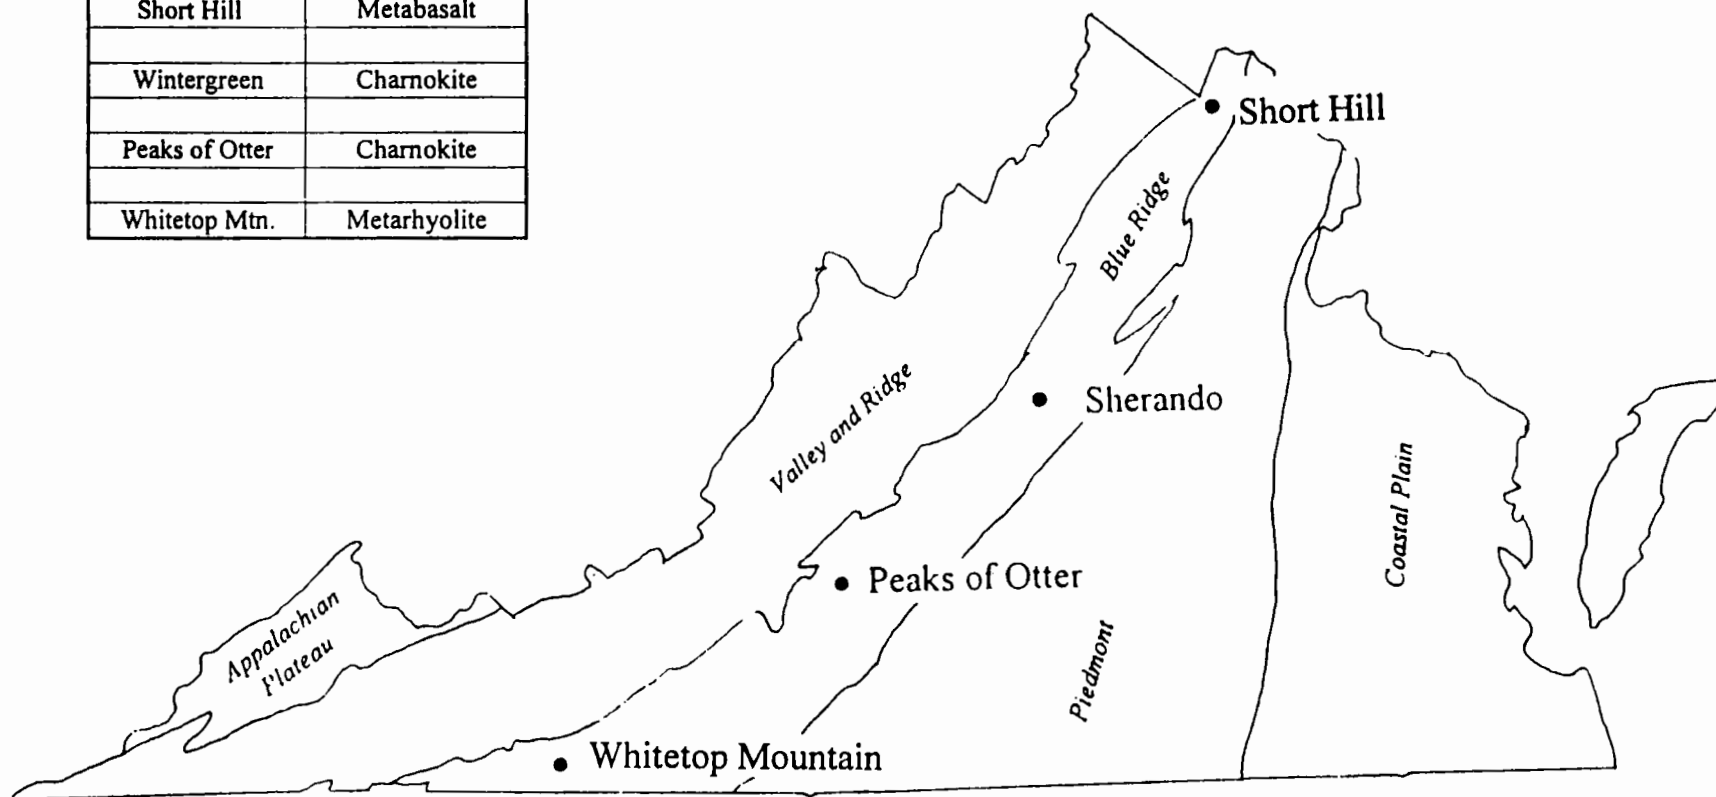 Short Hill Metabasalt
Wintergreen Charnokite
Peaks of Otter Charnokite
Whitetop Mtn. Metarhyolite
Short Hill
Blue Ridge
Sherando
Valley and Ridge
Coastal Plain
Peaks of Otter
Appalachian
Plateau
Piedmont
Whitetop Mountain